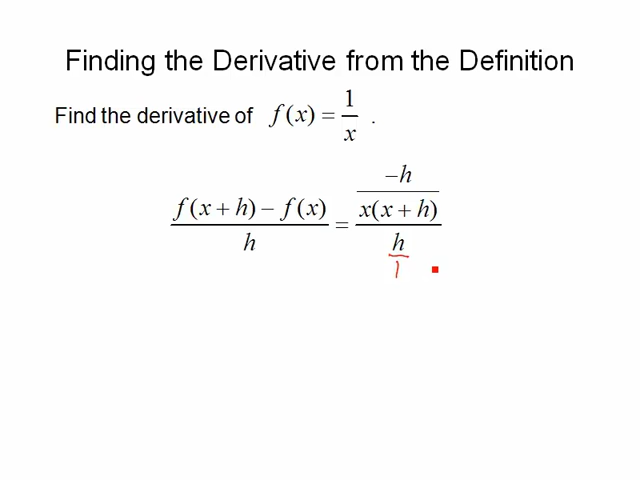 Finding the Derivative from the Definition
Find the derivative of f(x) = 1/x .
f(x + h) − f(x)/h = −h/x(x + h)/h/1